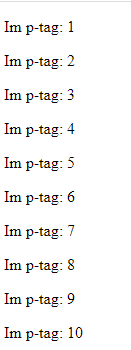 Im p-tag: 1
Im p-tag: 2
Im p-tag: 3
Im p-tag: 4
Im p-tag: 5
Im p-tag: 6
Im p-tag: 7
Im p-tag: 8
Im p-tag: 9
Im p-tag: 10